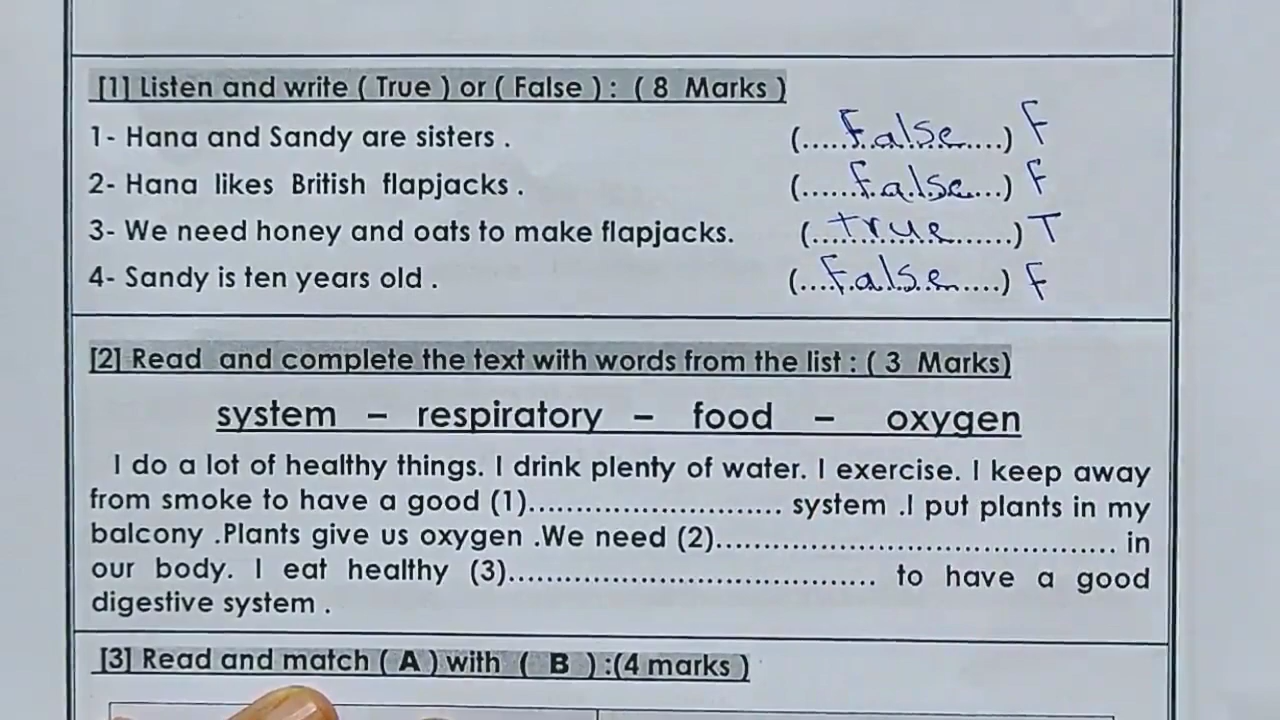 [1] Listen and write ( True ) or ( False ) : ( 8 Marks )
1- Hana and Sandy are sisters . (.....False....) F
2- Hana likes British flapjacks . (......False...) F
3- We need honey and oats to make flapjacks. (....true.......) T
4- Sandy is ten years old . (....False.....) F
[2] Read and complete the text with words from the list : ( 3 Marks)
system – respiratory – food – oxygen
I do a lot of healthy things. I drink plenty of water. I exercise. I keep away
from smoke to have a good (1)........................... system .I put plants in my
balcony .Plants give us oxygen .We need (2).......................................... in
our body. I eat healthy (3)...................................... to have a good
digestive system .
[3] Read and match ( A ) with ( B ) :(4 marks )